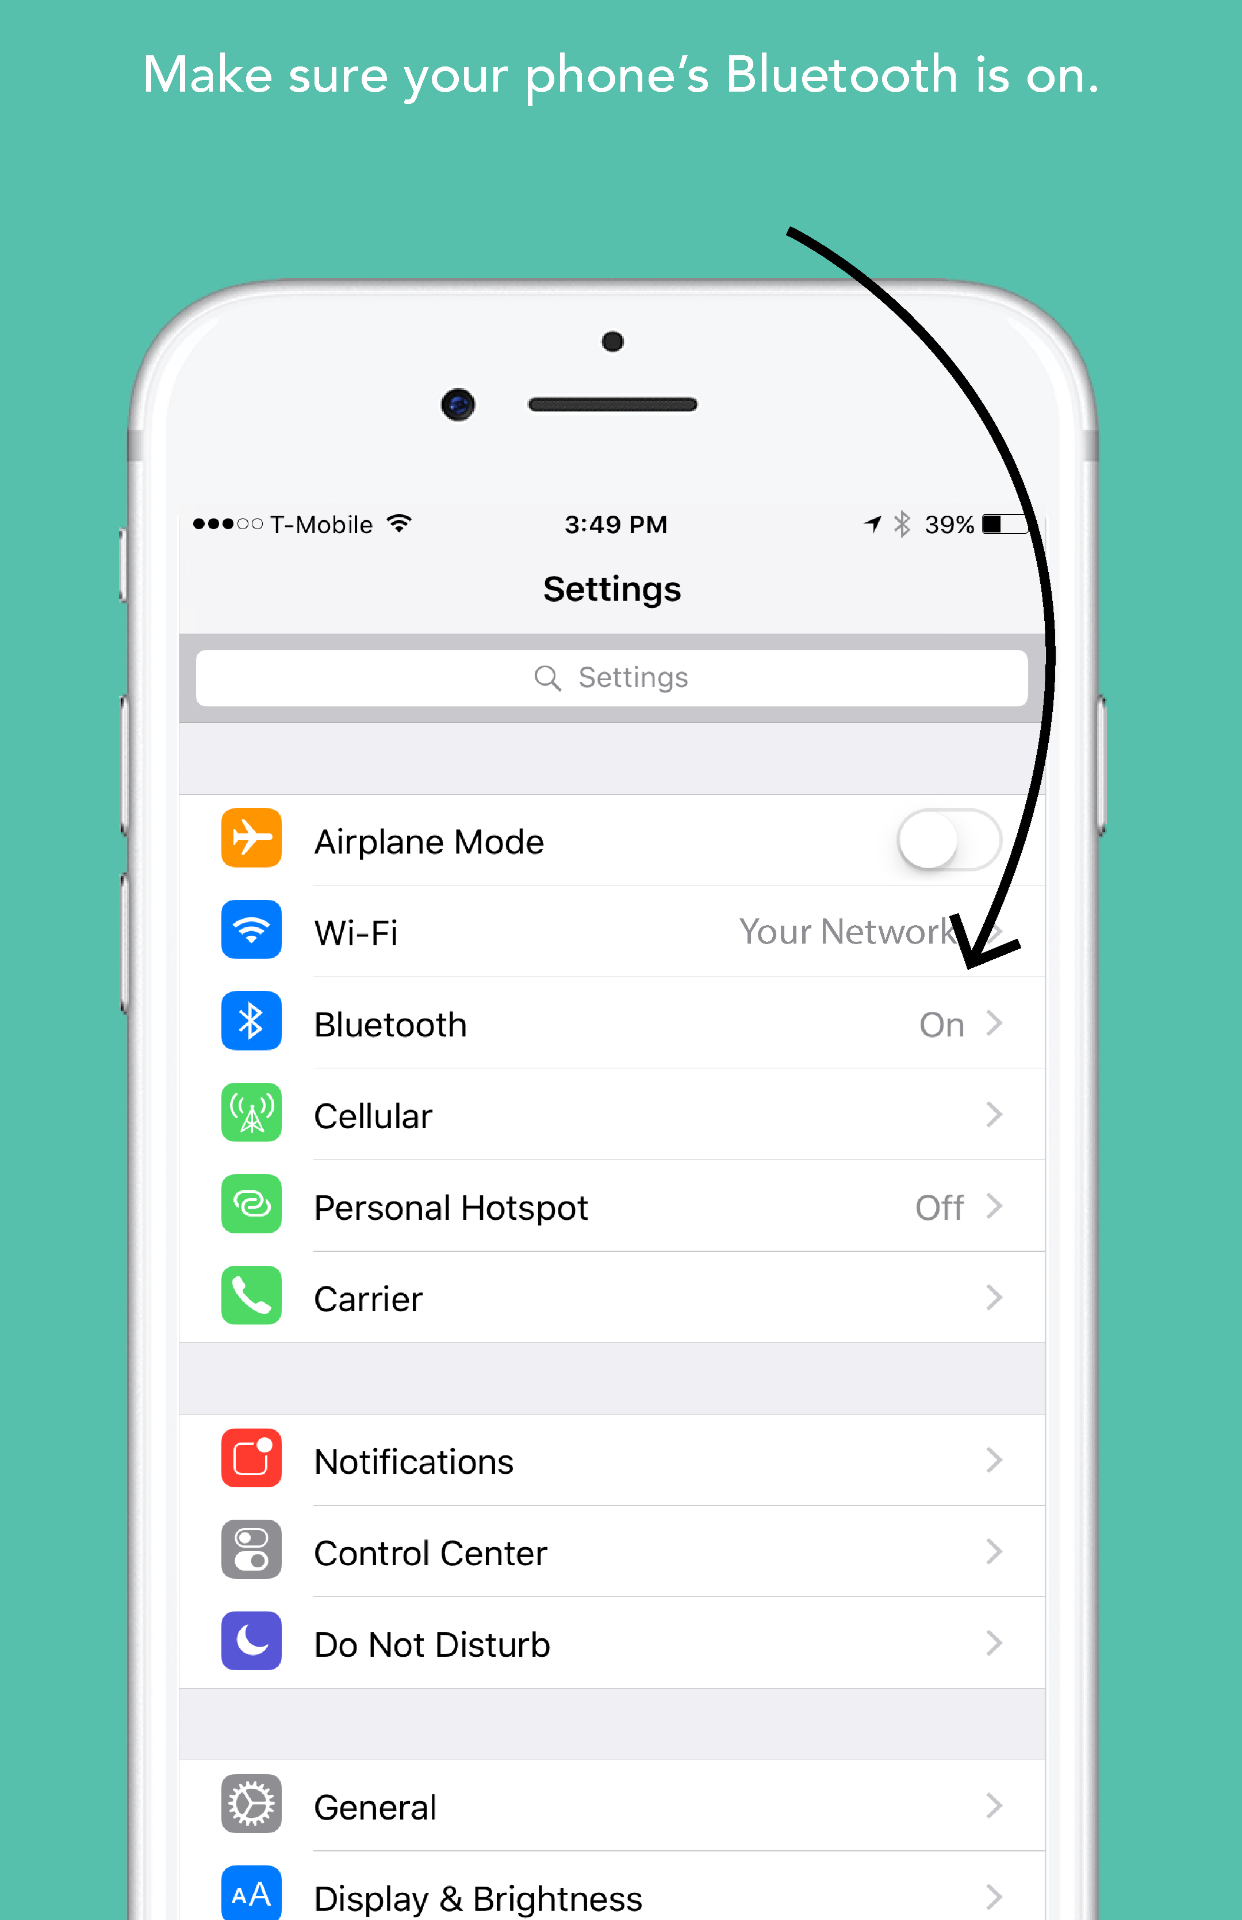 Make sure your phone‘s Bluetooth is on.
T-Mobile 3:49 PM 39%
Settings
Settings
Airplane Mode
Wi-Fi Your Network
Bluetooth On
Cellular
Personal Hotspot Off
Carrier
Notifications
Control Center
Do Not Disturb
General
AA Display & Brightness